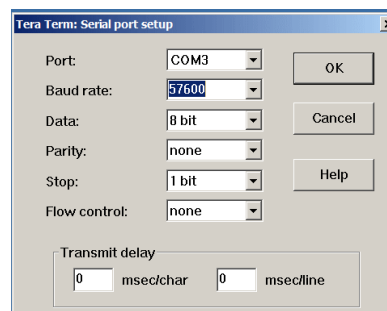 Tera Term: Serial port setup
Port: COM3 OK
Baud rate: 57600
Data: 8 bit Cancel
Parity: none
Stop: 1 bit Help
Flow control: none
Transmit delay
0 msec/char 0 msec/line